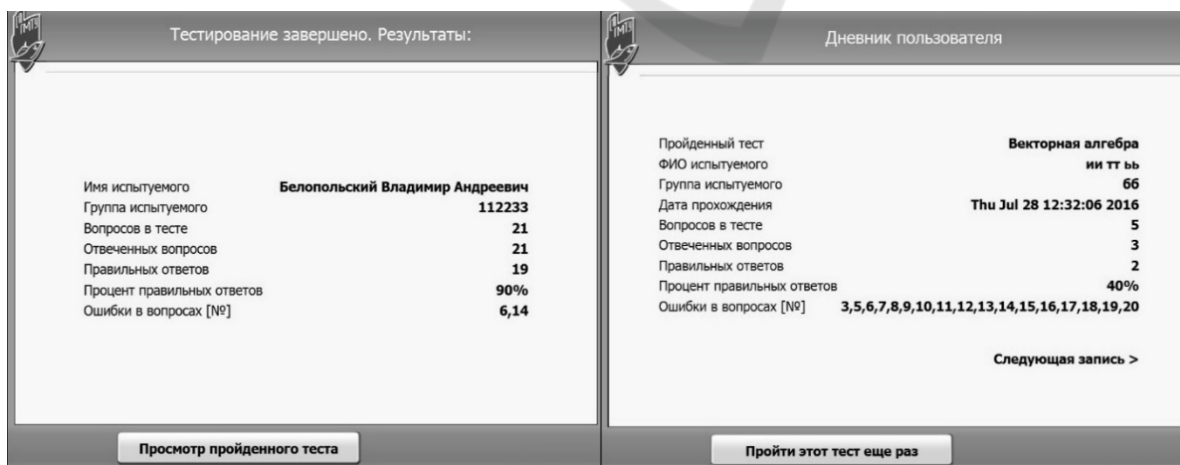 Тестирование завершено. Результаты:
Имя испытуемого Белопольский Владимир Андреевич
Группа испытуемого 112233
Вопросов в тесте 21
Отвеченных вопросов 21
Правильных ответов 19
Процент правильных ответов 90%
Ошибки в вопросах [№] 6,14
Просмотр пройденного теста
Дневник пользователя
Пройденный тест Векторная алгебра
ФИО испытуемого ии тт ьь
Группа испытуемого 66
Дата прохождения Thu Jul 28 12:32:06 2016
Вопросов в тесте 5
Отвеченных вопросов 3
Правильных ответов 2
Процент правильных ответов 40%
Ошибки в вопросах [№] 3,5,6,7,8,9,10,11,12,13,14,15,16,17,18,19,20
Следующая запись >
Пройти этот тест еще раз